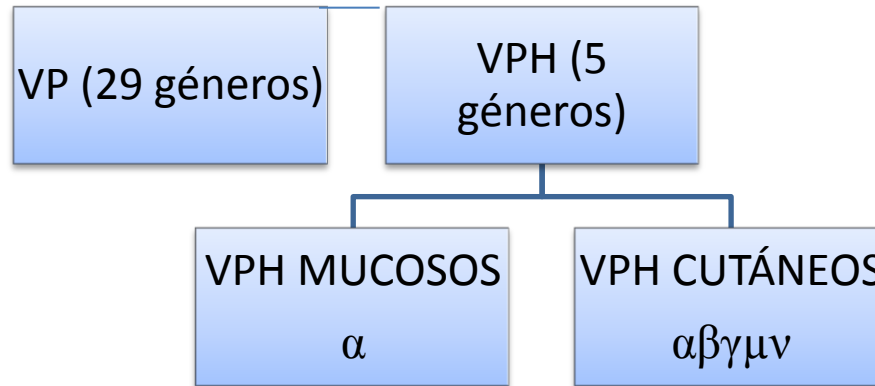 VP (29 géneros)
VPH (5
géneros)
VPH MUCOSOS
α
VPH CUTÁNEOS
αβγμν